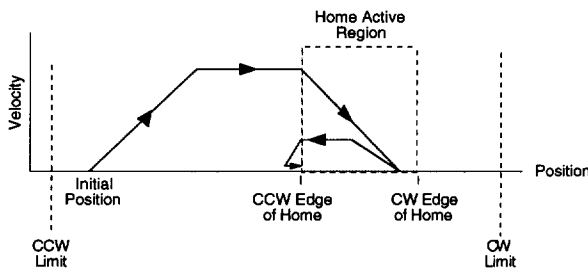 Home Active
Region
Velocity
Position
Initial
Position
CCW Edge
of Home
CW Edge
of Home
CCW
Limit
CW
Limit